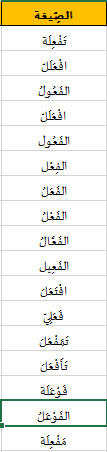 الصِّيغة
تَفْعِلَة
افْعَلَلّ
الفَعُولُ
افْعَلَلّ
الفَعُول
الفِعْل
الفَعَلُ
الفَعْلُ
الفَعَّالُ
الفَعِيل
افْتَعَلَ
فَعَلِيّ
تَمَفْعَلَ
تَأَفْعَلَ
فَوْعَلَة
الفَوْعَلُ
مَفْعِلَة